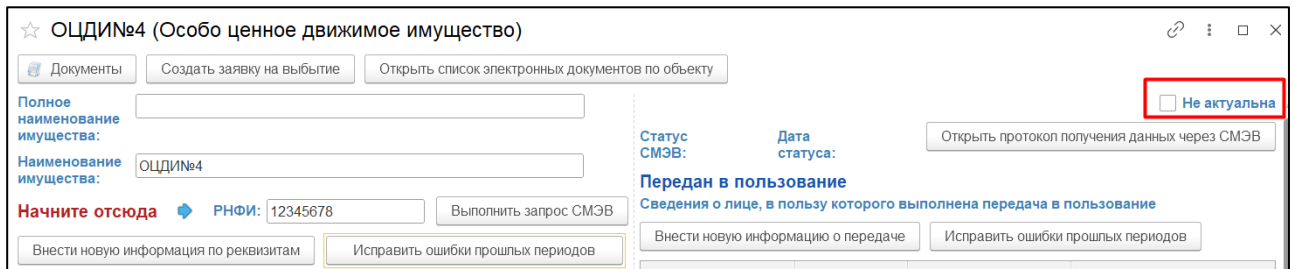 ОЦДИ№4 (Особо ценное движимое имущество)
Документы
Создать заявку на выбытие
Открыть список электронных документов по объекту
Полное
наименование
имущества:
Наименование
имущества:
ОЦДИ№4
Начните отсюда
РНФИ:
12345678
Выполнить запрос СМЭВ
Внести новую информация по реквизитам
Исправить ошибки прошлых периодов
Не актуальна
Статус
СМЭВ:
Дата
статуса:
Открыть протокол получения данных через СМЭВ
Передан в пользование
Сведения о лице, в пользу которого выполнена передача в пользование
Внести новую информацию о передаче
Исправить ошибки прошлых периодов